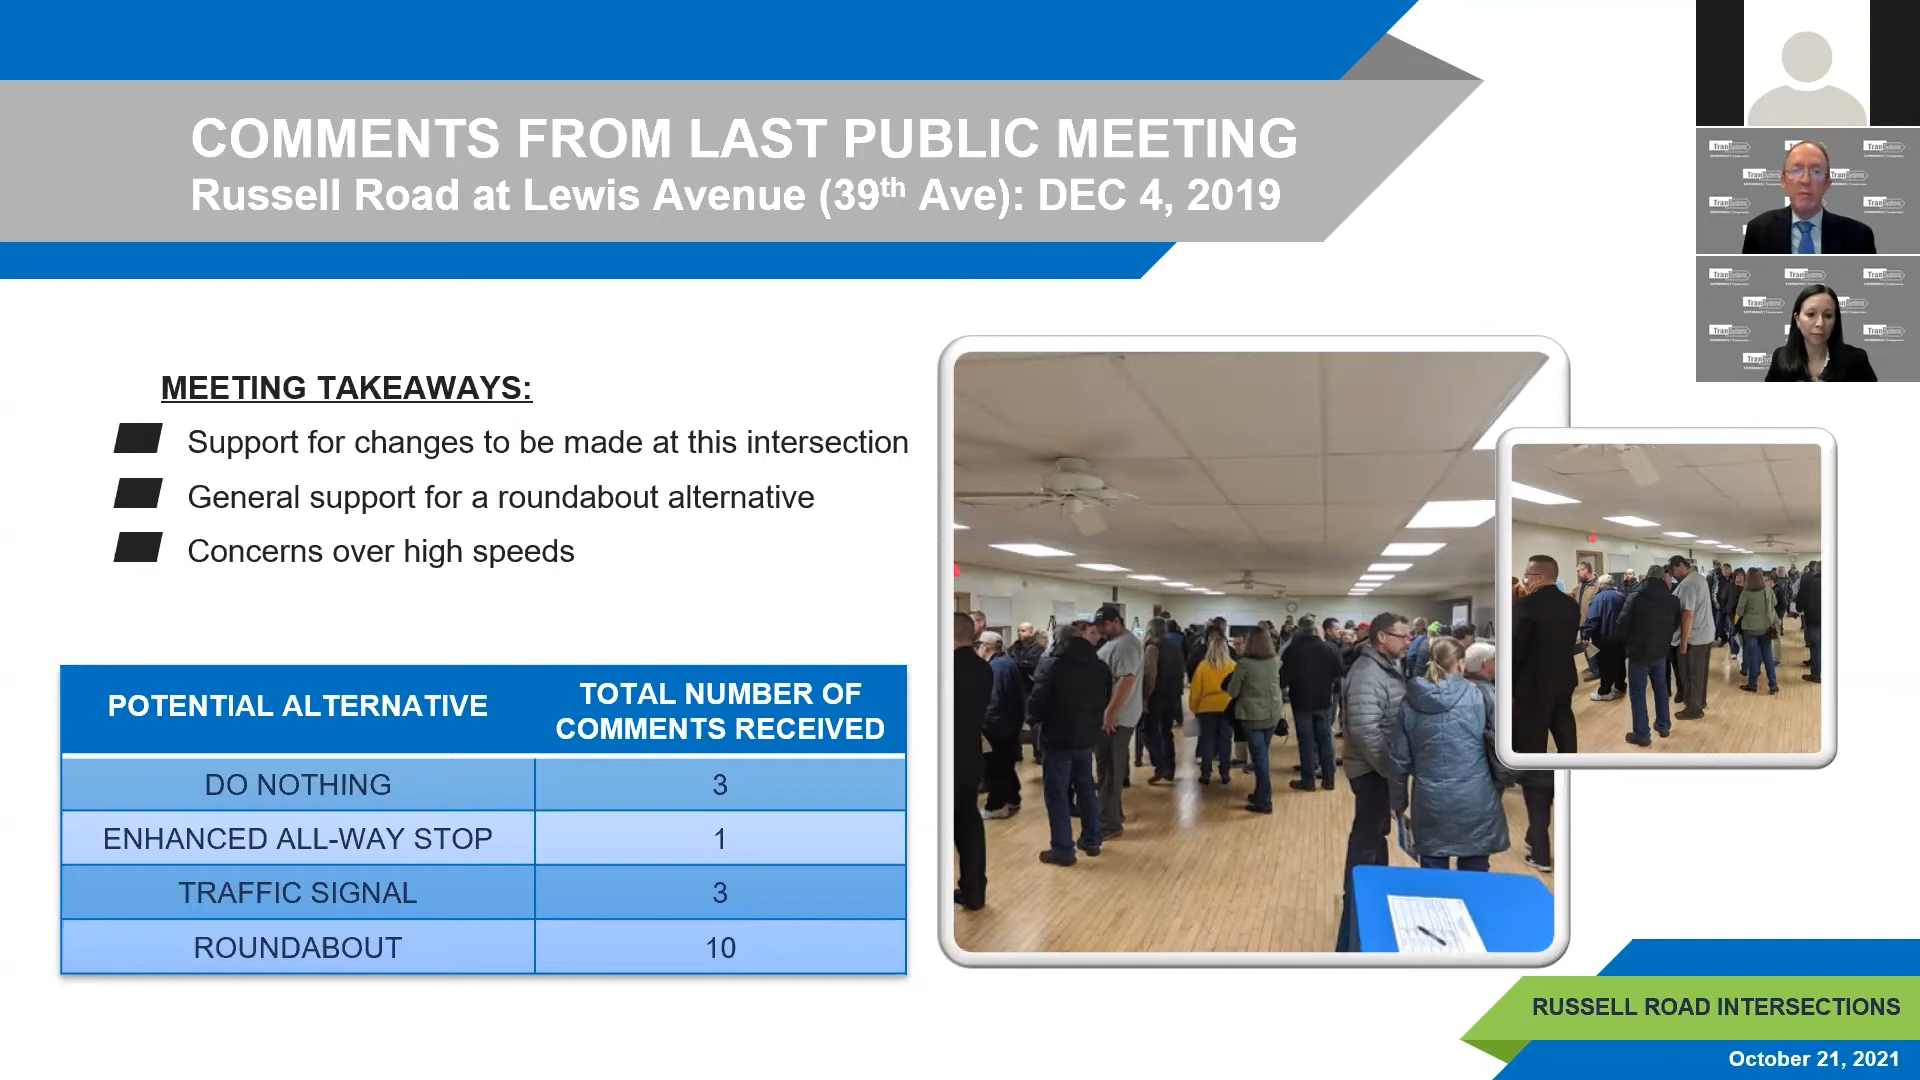 COMMENTS FROM LAST PUBLIC MEETING
Russell Road at Lewis Avenue (39th Ave): DEC 4, 2019
MEETING TAKEAWAYS:
Support for changes to be made at this intersection
General support for a roundabout alternative
Concerns over high speeds
POTENTIAL ALTERNATIVE
TOTAL NUMBER OF
COMMENTS RECEIVED
DO NOTHING
3
ENHANCED ALL-WAY STOP
1
TRAFFIC SIGNAL
3
ROUNDABOUT
10
RUSSELL ROAD INTERSECTIONS
October 21, 2021